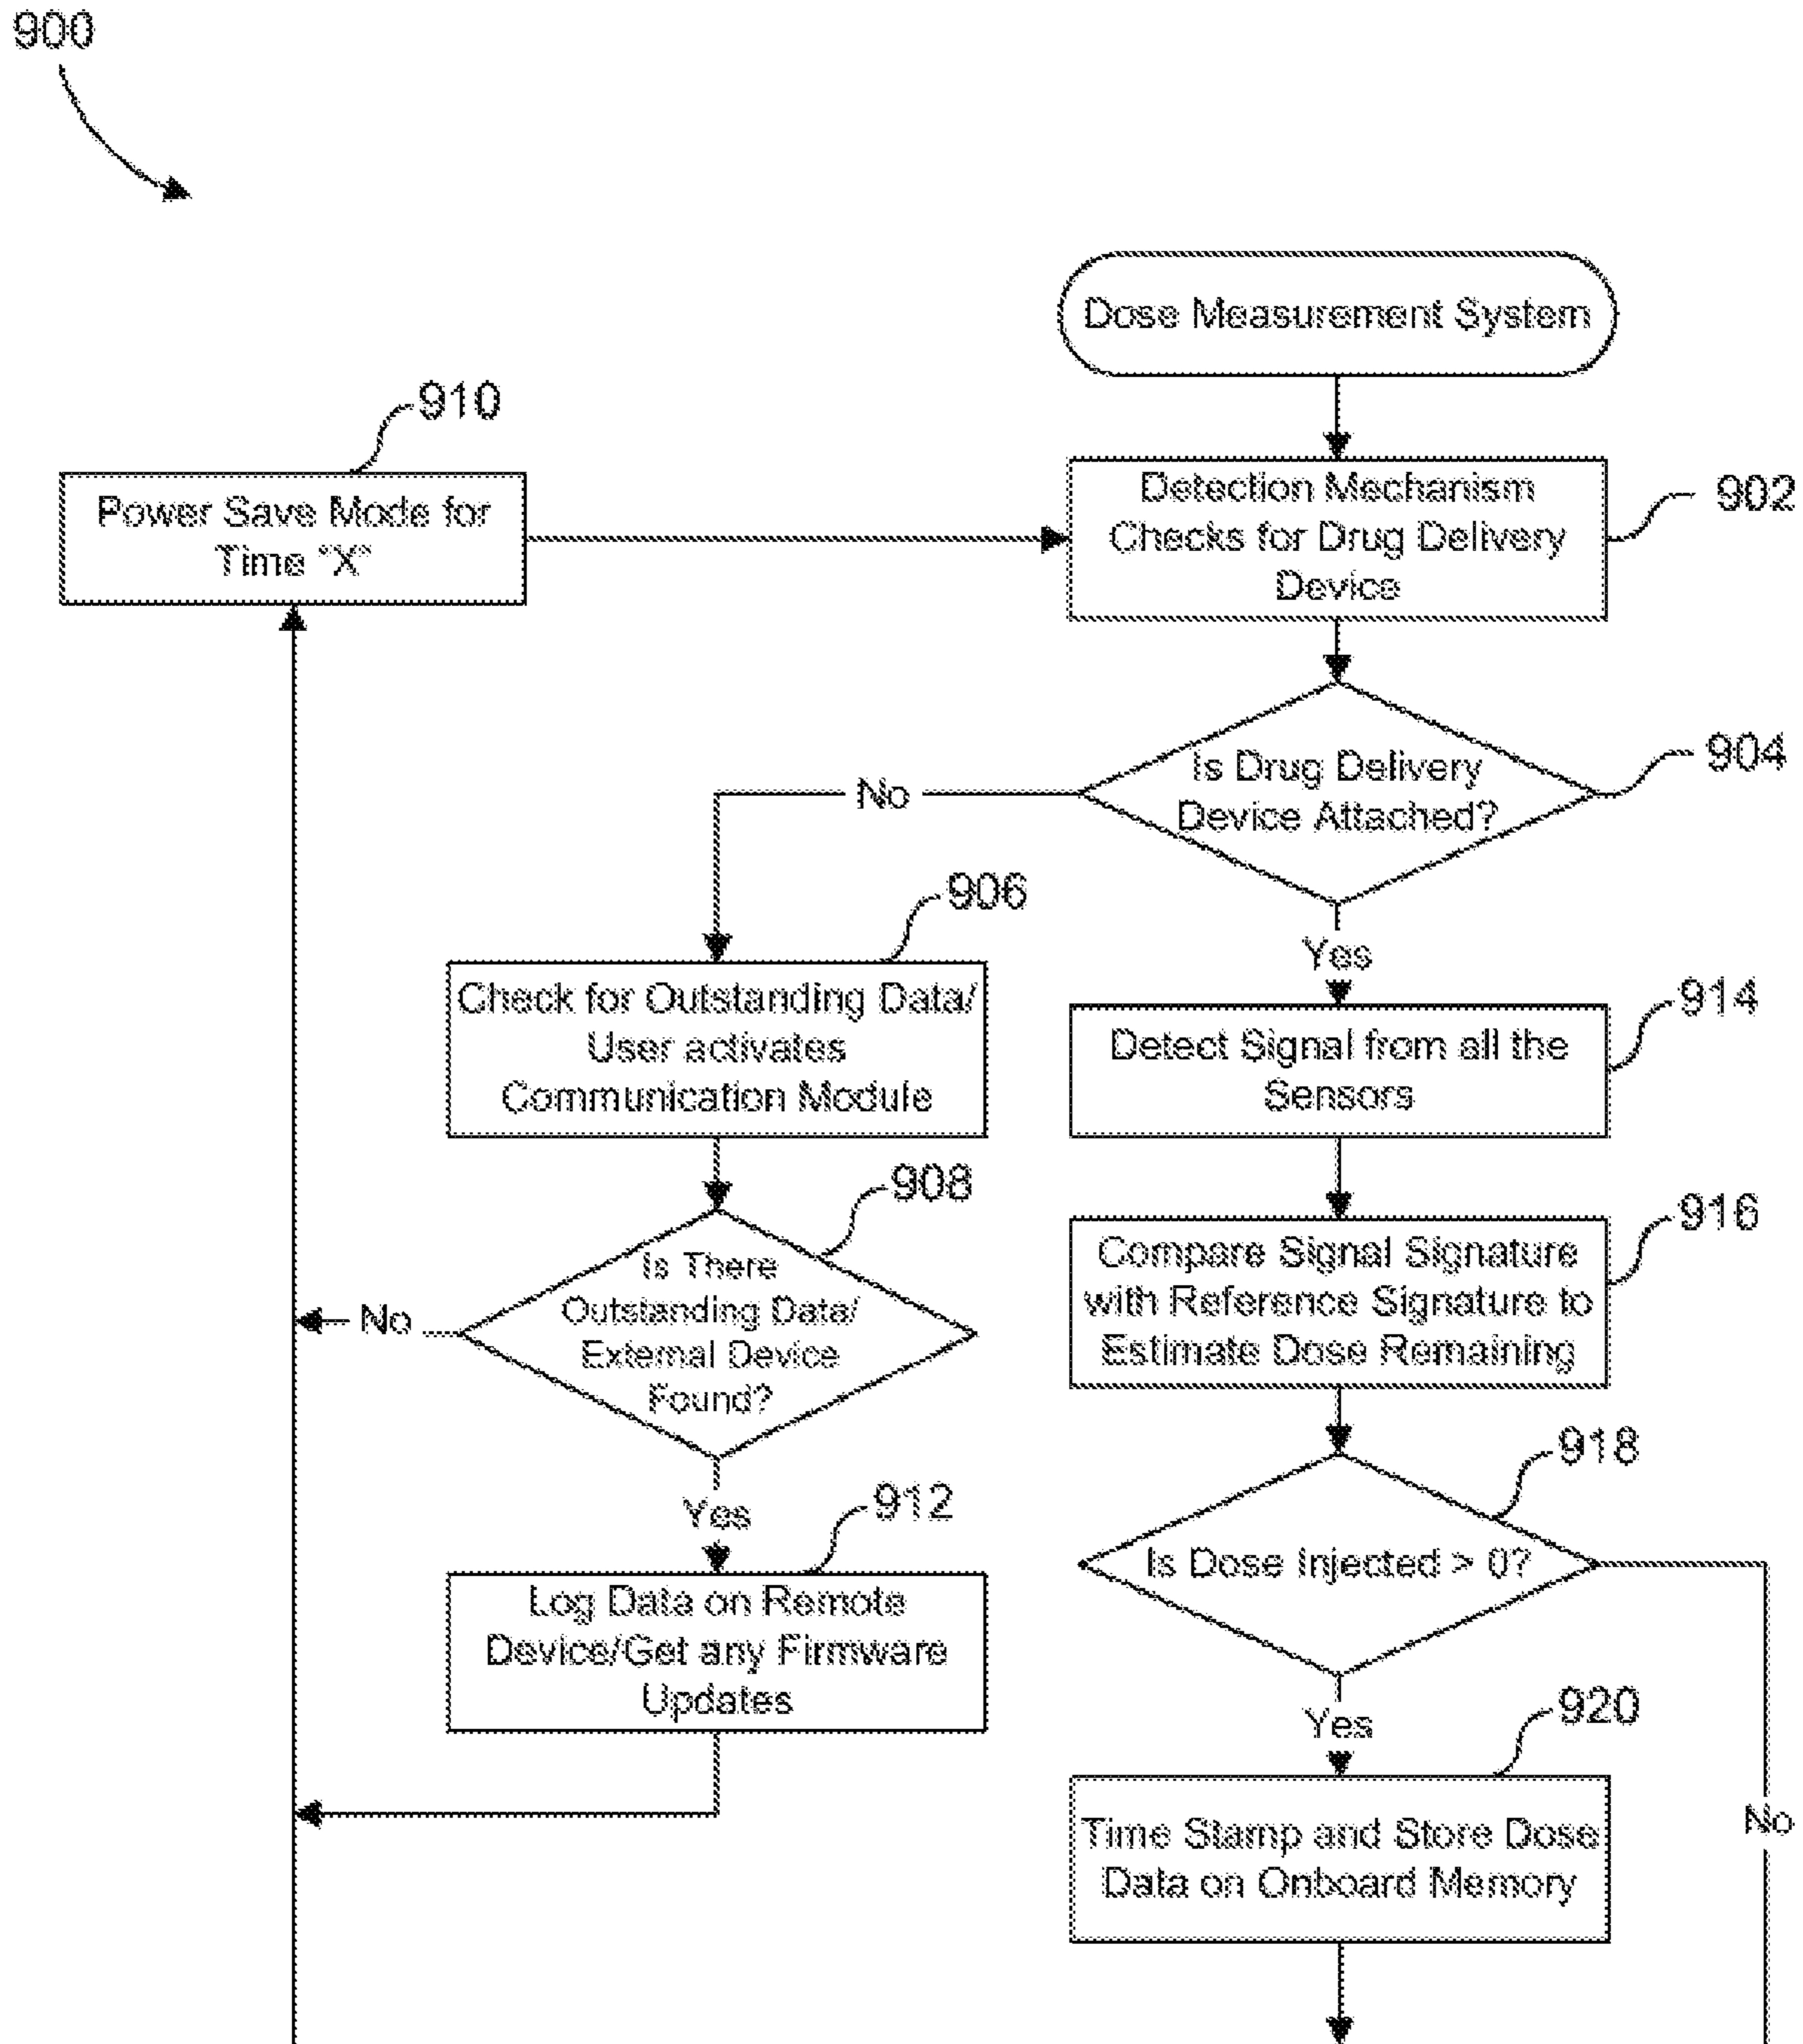 900
Dose Measurement System
910
Power Save Mode for
Time "X"
Detection Mechanism
Checks for Drug Delivery
Device
902
Is Drug Delivery
Device Attached?
904
No
Yes
906
Check for Outstanding Data/
User activates
Communication Module
914
Detect Signal from all the
Sensors
908
Is There
Outstanding Data/
External Device
Found?
No
Yes
916
Compare Signal Signature
with Reference Signature to
Estimate Dose Remaining
912
Log Data on Remote
Device/Get any Firmware
Updates
918
Is Dose Injected > 0?
Yes
No
920
Time Stamp and Store Dose
Data on Onboard Memory